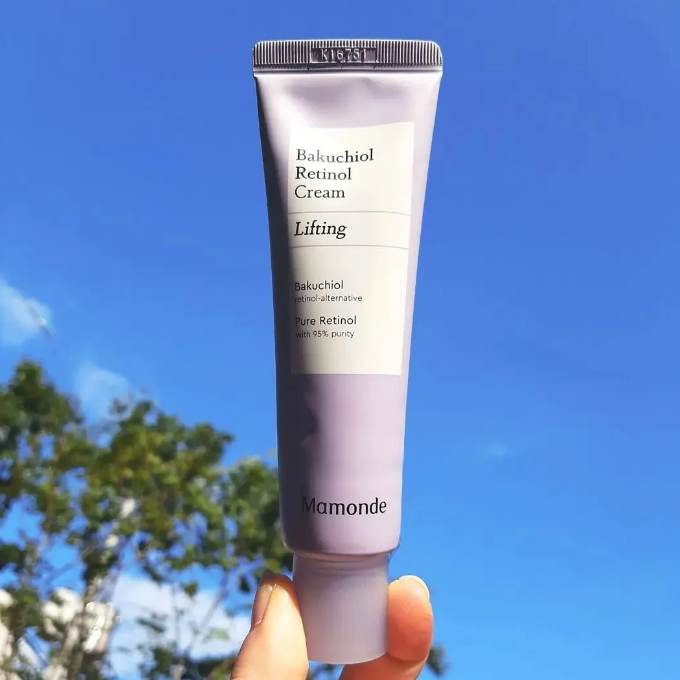 K16751
Bakuchiol
Retinol
Cream
Lifting
Bakuchiol
retinol-alternative
Pure Retinol
with 95% purity
Mamonde